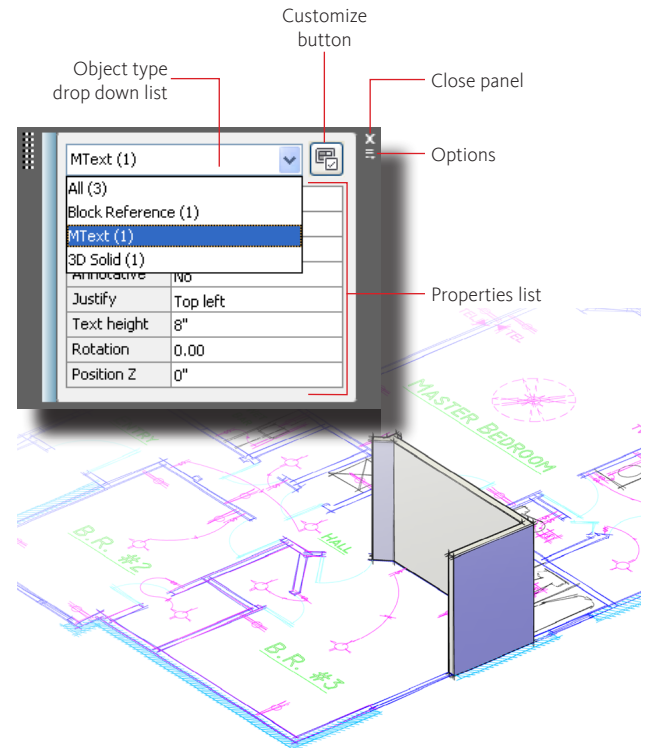 Customize
button
Object type
drop down list
Close panel
MText (1)
Options
All (3)
Block Reference (1)
MText (1)
3D Solid (1)
No
Justify Top left
Properties list
Text height 8"
Rotation 0.00
Position Z 0"
MASTER BEDROOM
HALL
B.R. #2
B.R. #3